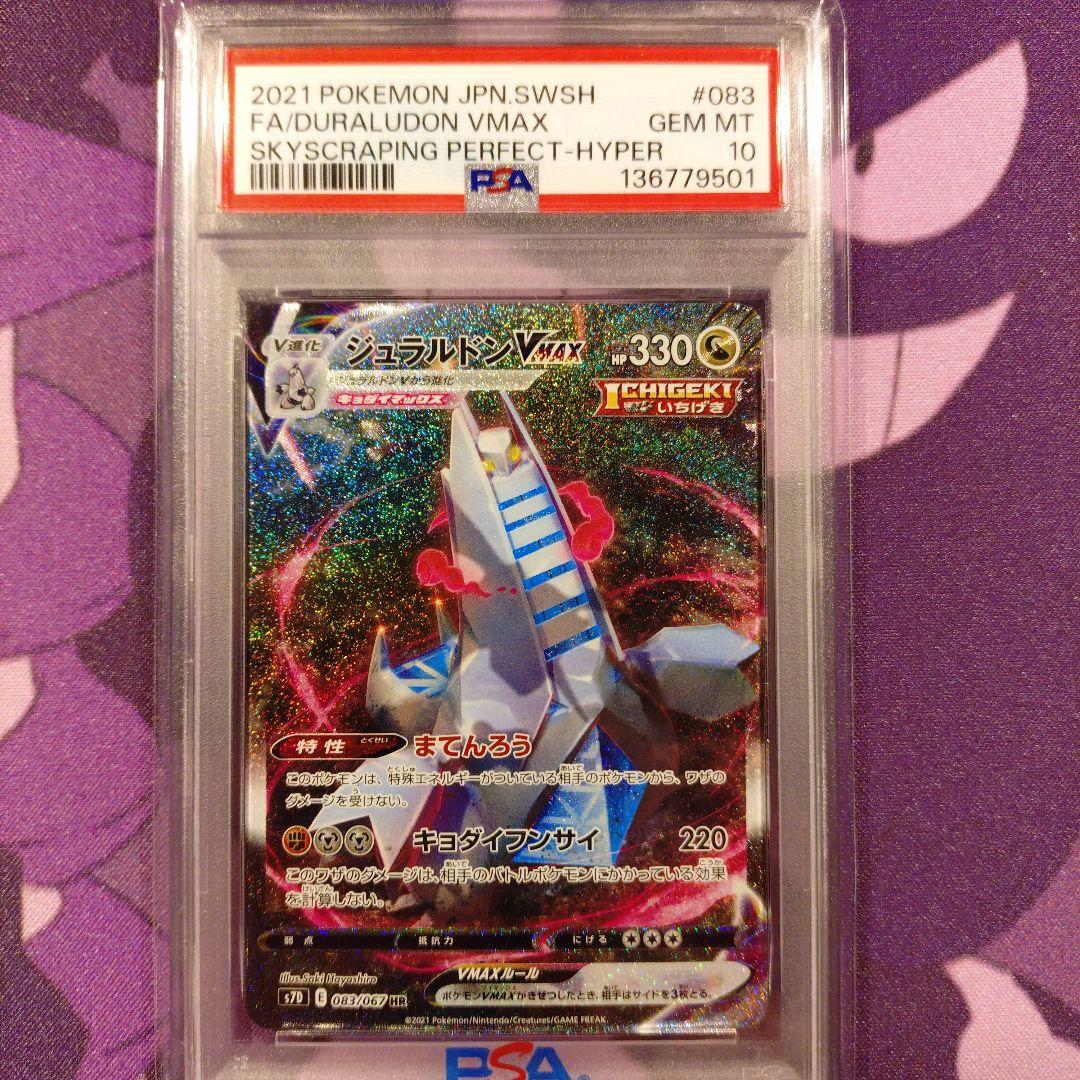 2021 POKEMON JPN.SWSH #083
FA/DURALUDON VMAX GEM MT
SKYSCRAPING PERFECT-HYPER 10
PSA 136779501
V進化 ジュラルドンVMAX HP330
ジュラルドンVから進化
キョダイマックス
ICHIGEKI
いちげき
特性 とくせい まてんろう
このポケモンは、特殊エネルギーがついている相手のポケモンから、ワザの
ダメージを受けない。
キョダイフンサイ 220
このワザのダメージは、相手のバトルポケモンにかかっている効果
を計算しない。
弱点 抵抗力 にげる
Illus.Saki Hayashiro
VMAXルール
ポケモンVMAXがきぜつしたとき、相手はサイドを3枚とる。
s7D E 083/067 HR
©2021 Pokémon/Nintendo/Creatures/GAME FREAK.
PSA